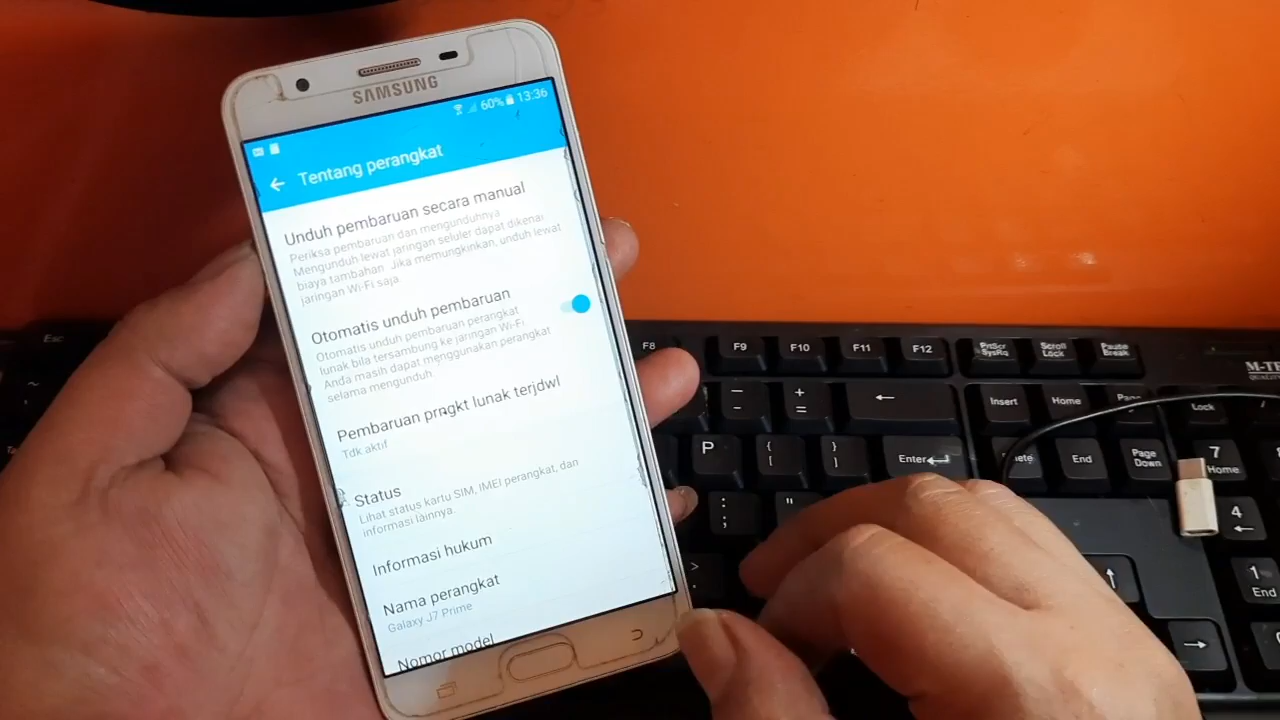 SAMSUNG
60% 13:36
Tentang perangkat
Unduh pembaruan secara manual
Periksa pembaruan dan mengunduhnya
Mengunduh lewat jaringan seluler dapat dikenai
biaya tambahan. Jika memungkinkan, unduh lewat
jaringan Wi-Fi saja.
Otomatis unduh pembaruan
Otomatis unduh pembaruan perangkat
lunak bila tersambung ke jaringan Wi-Fi
Anda masih dapat menggunakan perangkat
selama mengunduh.
Pembaruan prngkt lunak terjdwl
Tdk aktif
Status
Lihat status kartu SIM, IMEI perangkat, dan
informasi lainnya.
Informasi hukum
Nama perangkat
Galaxy J7 Prime
Nomor model
Esc
F8 F9 F10 F11 F12
PrtScr
SysRq
Scroll
Lock
Pause
Break
~
- _
+ =
←
Insert
Home
Lock
P
{ [
} ]
Enter
End
Page
Down
7
Home
: ;
"
4
←
>
↑
1
End
→
0